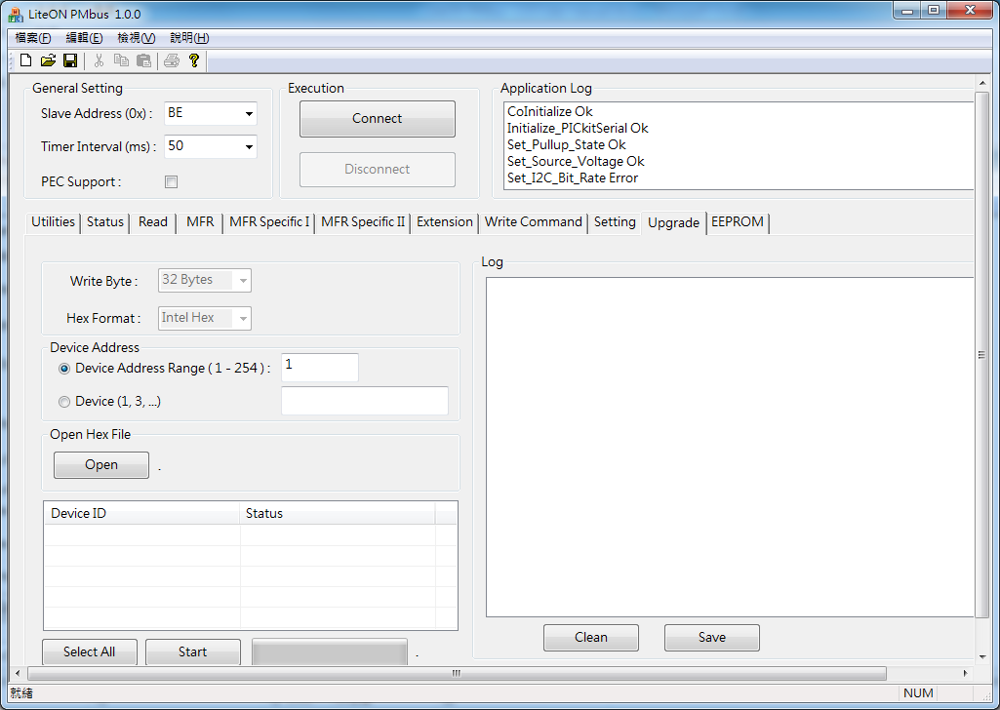 LiteON PMbus 1.0.0
檔案(F) 編輯(E) 檢視(V) 說明(H)
General Setting
Slave Address (0x) : BE
Timer Interval (ms) : 50
PEC Support :
Execution
Connect
Disconnect
Application Log
CoInitialize Ok
Initialize_PICkitSerial Ok
Set_Pullup_State Ok
Set_Source_Voltage Ok
Set_I2C_Bit_Rate Error
Utilities Status Read MFR MFR Specific I MFR Specific II Extension Write Command Setting Upgrade EEPROM
Write Byte : 32 Bytes
Hex Format : Intel Hex
Device Address
Device Address Range ( 1 - 254 ) : 1
Device (1, 3, ...)
Open Hex File
Open .
Device ID Status
Select All Start .
Log
Clean Save
就緒 NUM